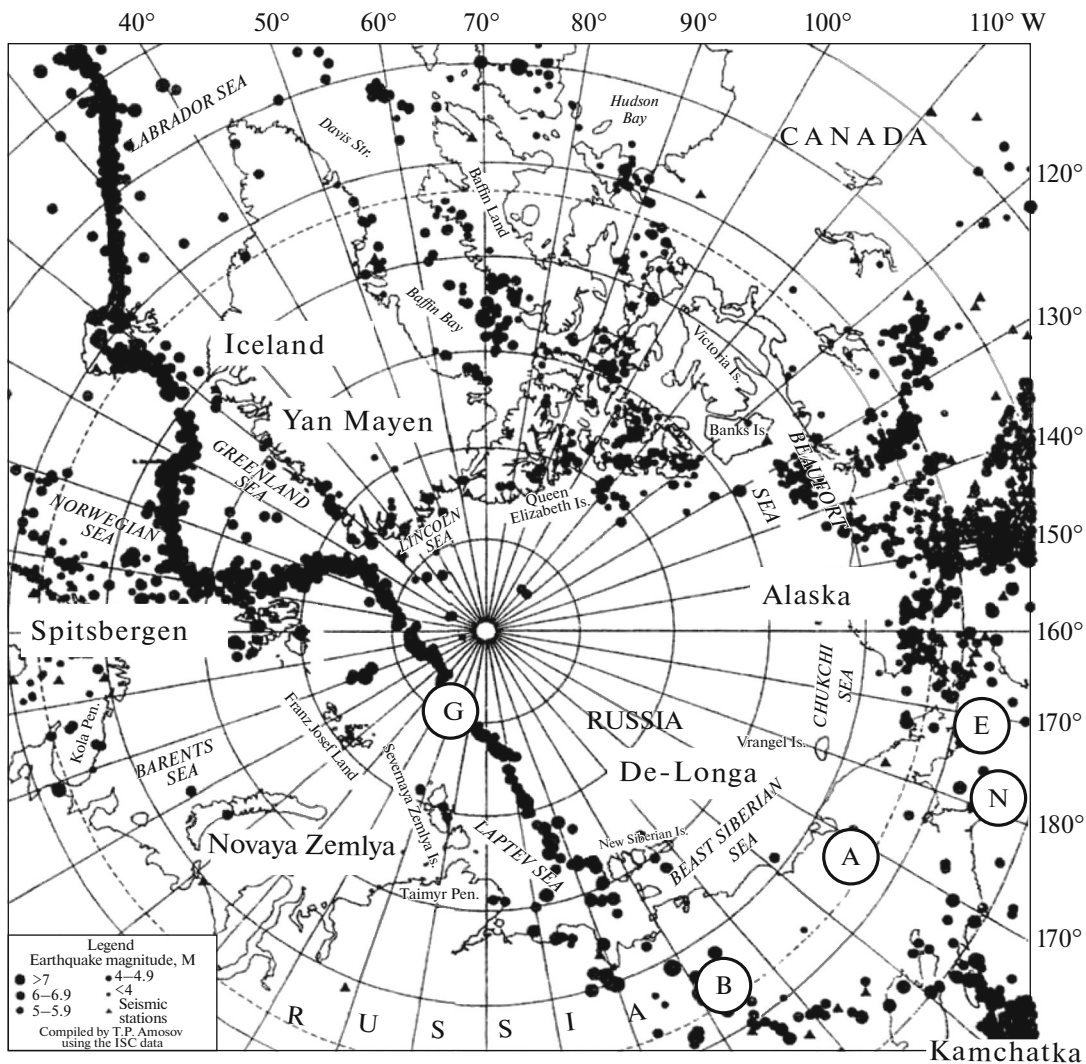 40° 50° 60° 70° 80° 90° 100° 110° W
LABRADOR SEA
Davis Str.
Hudson
Bay
CANADA
120°
Baffin Land
Baffin Bay
130°
Iceland
Victoria Is.
Yan Mayen
Banks Is.
BEAUFORT
SEA
140°
GREENLAND
SEA
NORWEGIAN
SEA
LINCOLN
SEA
Queen
Elizabeth Is.
150°
Alaska
Spitsbergen
160°
CHUKCHI
SEA
G
RUSSIA
E
170°
Kola Pen.
Franz Josef Land
Vrangel Is.
BARENTS
SEA
Severnaya Zemlya Is.
De-Longa
N
180°
Novaya Zemlya
LAPTEV SEA
New Siberian Is.
BEAST SIBERIAN
SEA
A
Taimyr Pen.
170°
B
RUSSIA
Legend
Earthquake magnitude, M
>7
4–4.9
6–6.9
<4
5–5.9
Seismic
stations
Compiled by T.P. Amosov
using the ISC data
Kamchatka